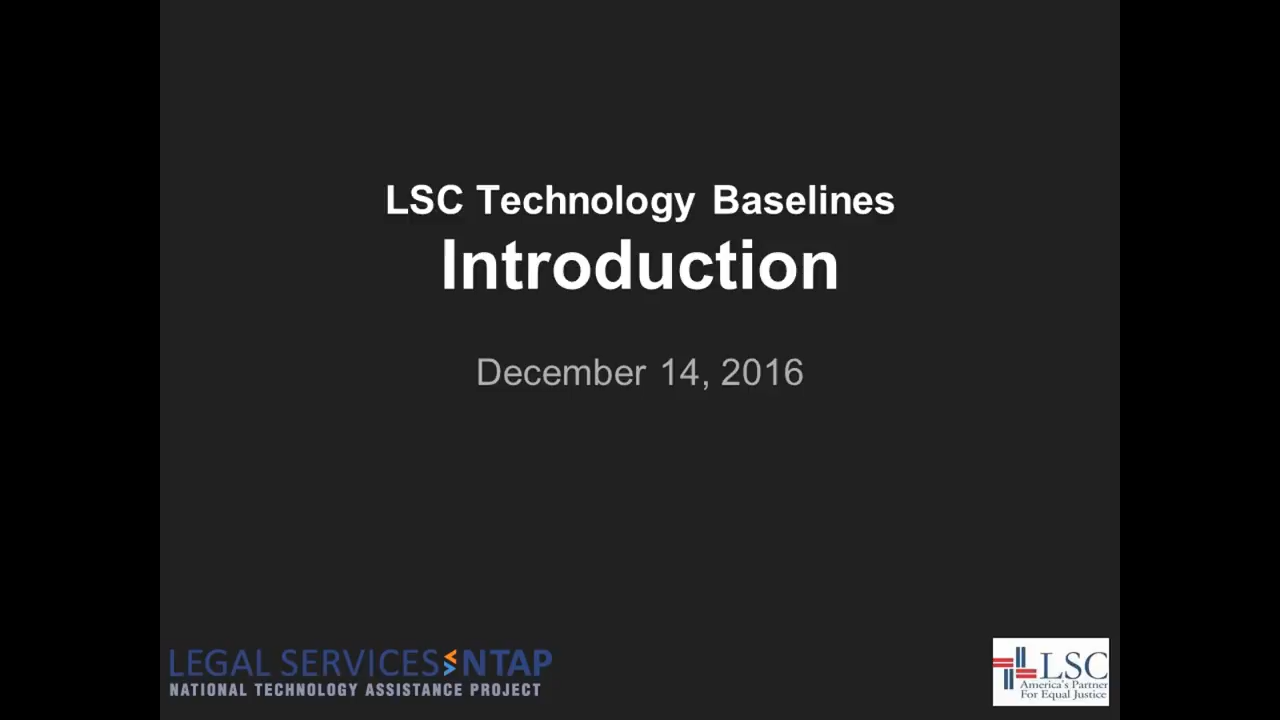 LSC Technology Baselines
Introduction
December 14, 2016
LEGAL SERVICES NTAP
NATIONAL TECHNOLOGY ASSISTANCE PROJECT
LSC
America's Partner
For Equal Justice